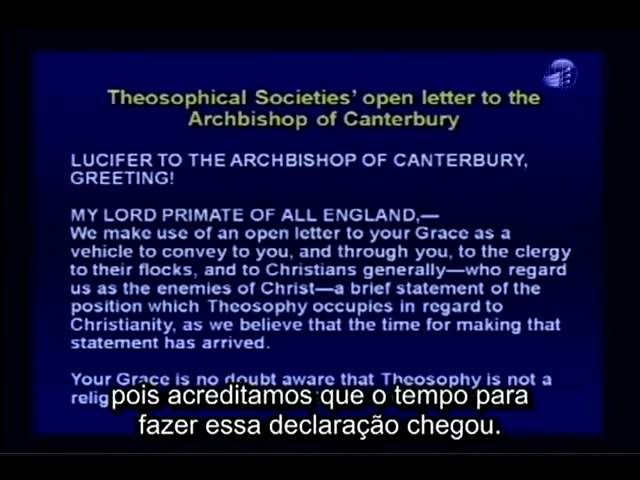 Theosophical Societies' open letter to the
Archbishop of Canterbury
LUCIFER TO THE ARCHBISHOP OF CANTERBURY,
GREETING!
MY LORD PRIMATE OF ALL ENGLAND,—
We make use of an open letter to your Grace as a
vehicle to convey to you, and through you, to the clergy
to their flocks, and to Christians generally—who regard
us as the enemies of Christ—a brief statement of the
position which Theosophy occupies in regard to
Christianity, as we believe that the time for making that
statement has arrived.
Your Grace is no doubt aware that Theosophy is not a
pois acreditamos que o tempo para
fazer essa declaração chegou.